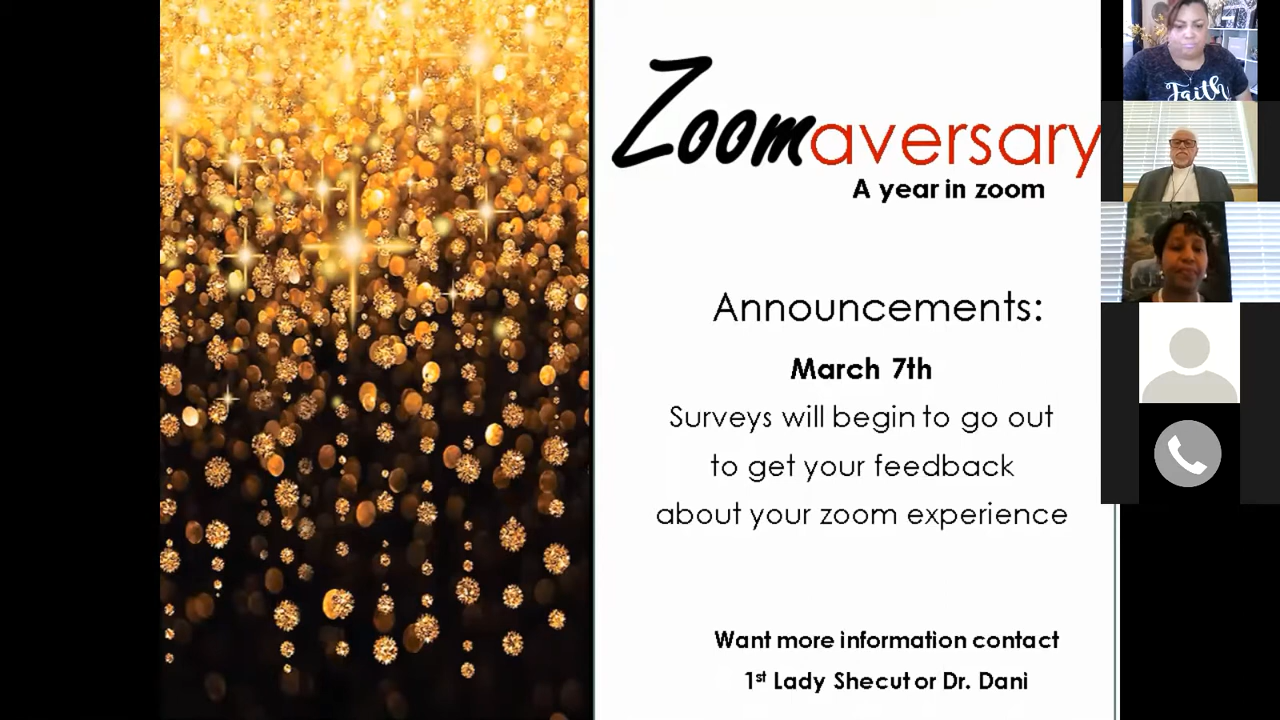 Zoomaversary
A year in zoom
Announcements:
March 7th
Surveys will begin to go out
to get your feedback
about your zoom experience
Want more information contact
1st Lady Shecut or Dr. Dani
Faith